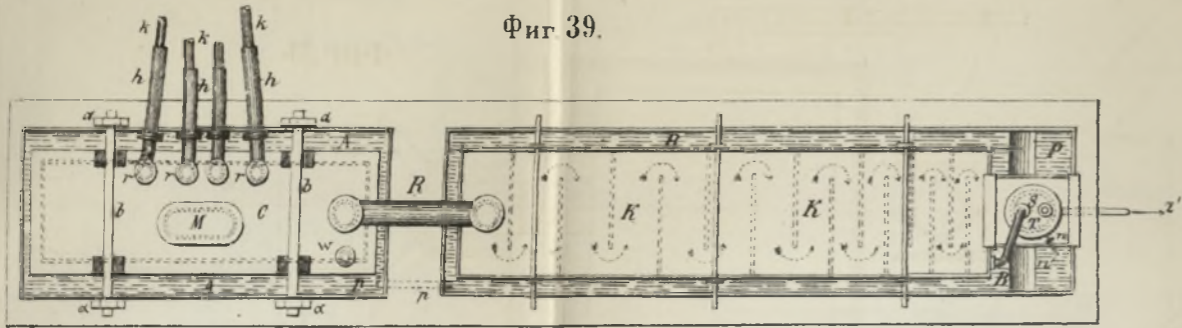 Фиг. 39.
k k k
h h h
a a
A B P
r r r
b M C b R K K S T z'
w m
n
A p p B
a a